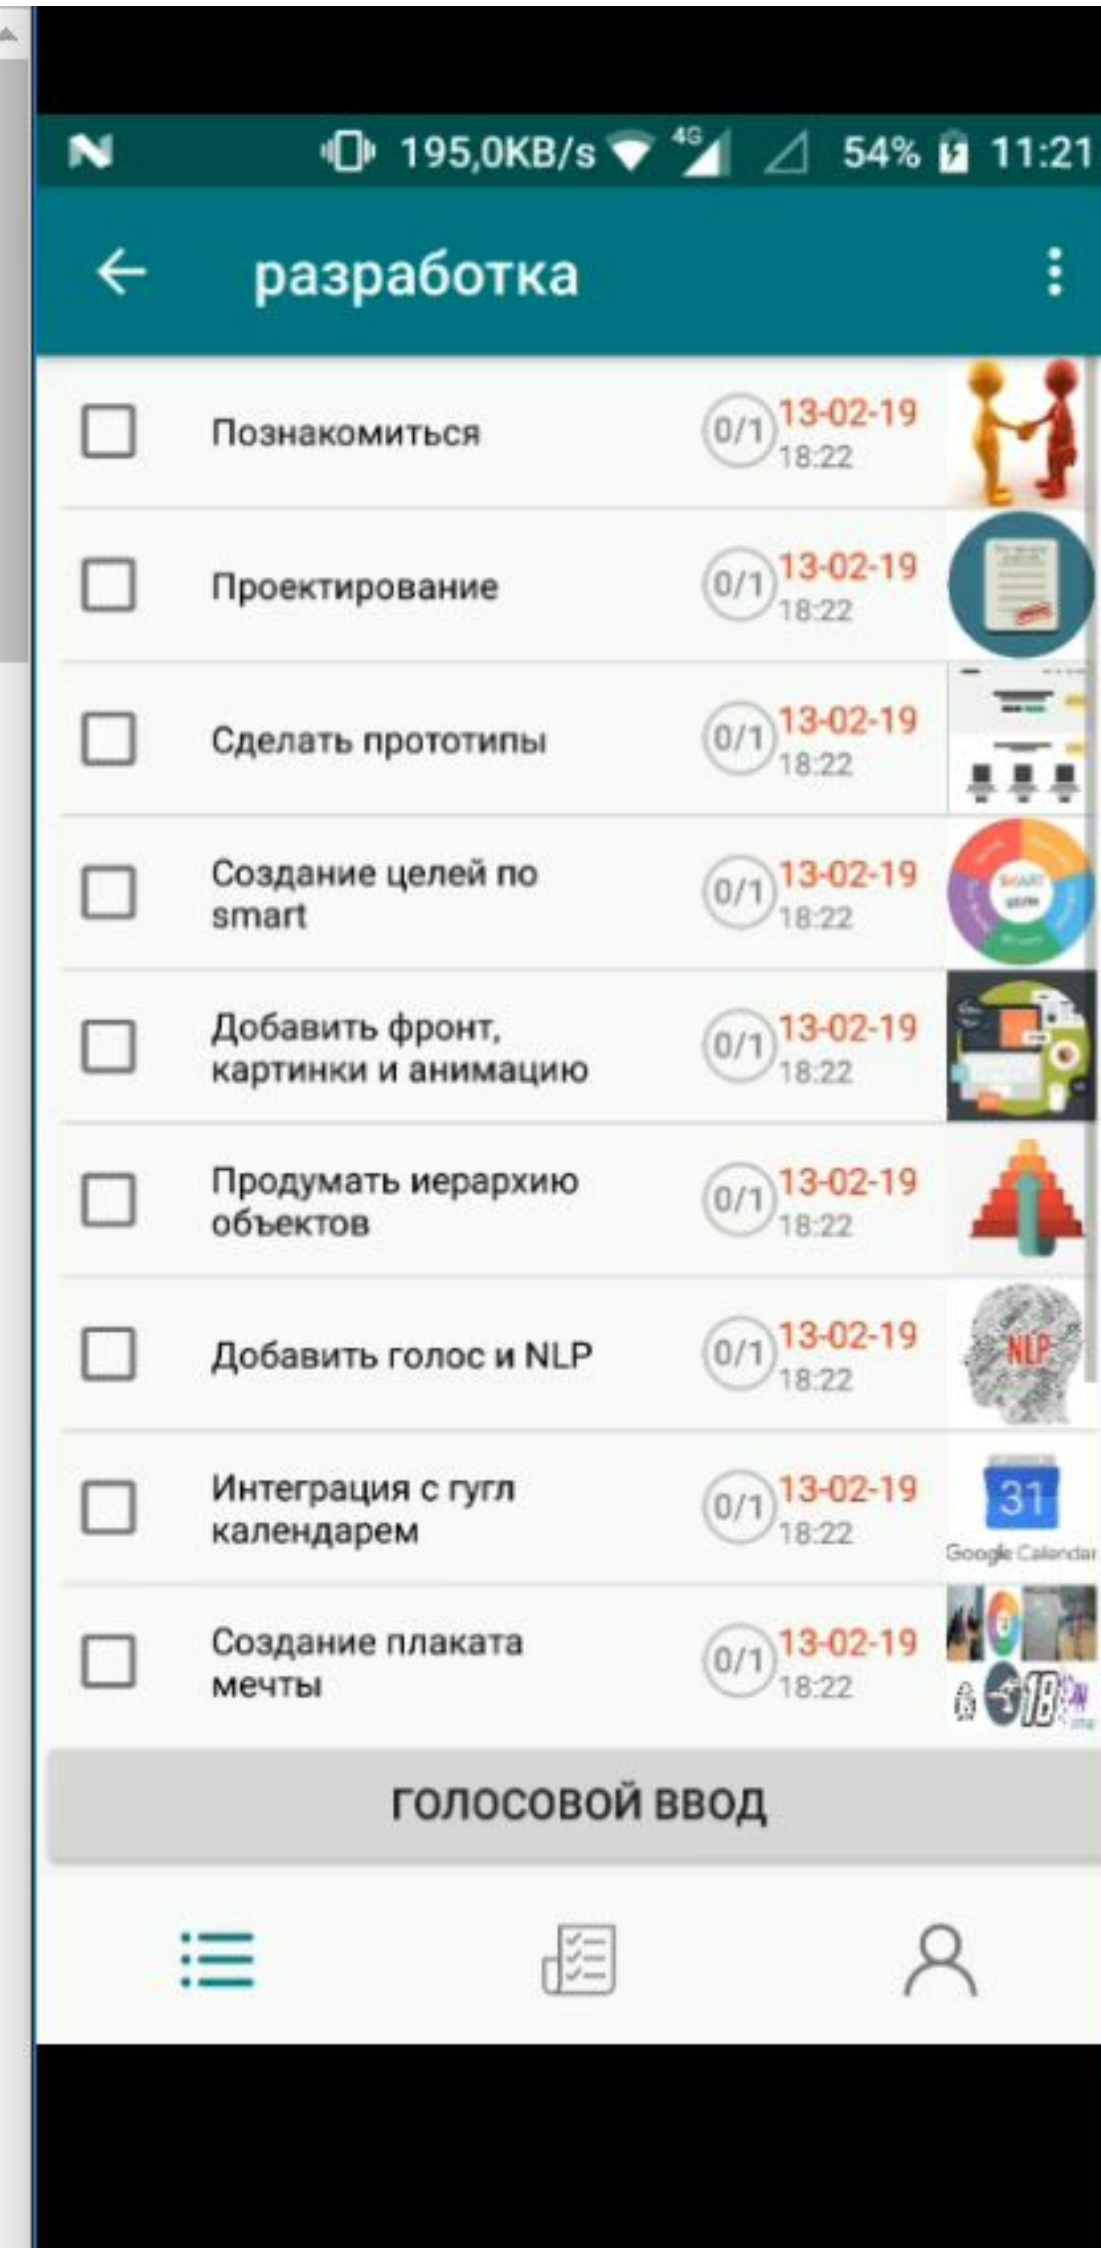 195,0KB/s 4G 54% 11:21
разработка
Познакомиться 0/1 13-02-19
18:22
Проектирование 0/1 13-02-19
18:22
Сделать прототипы 0/1 13-02-19
18:22
Создание целей по
smart 0/1 13-02-19
18:22
SMART
Добавить фронт,
картинки и анимацию 0/1 13-02-19
18:22
Продумать иерархию
объектов 0/1 13-02-19
18:22
Добавить голос и NLP 0/1 13-02-19
18:22
NLP
Интеграция с гугл
календарем 0/1 13-02-19
18:22
31
Google Calendar
Создание плаката
мечты 0/1 13-02-19
18:22
18
ГОЛОСОВОЙ ВВОД